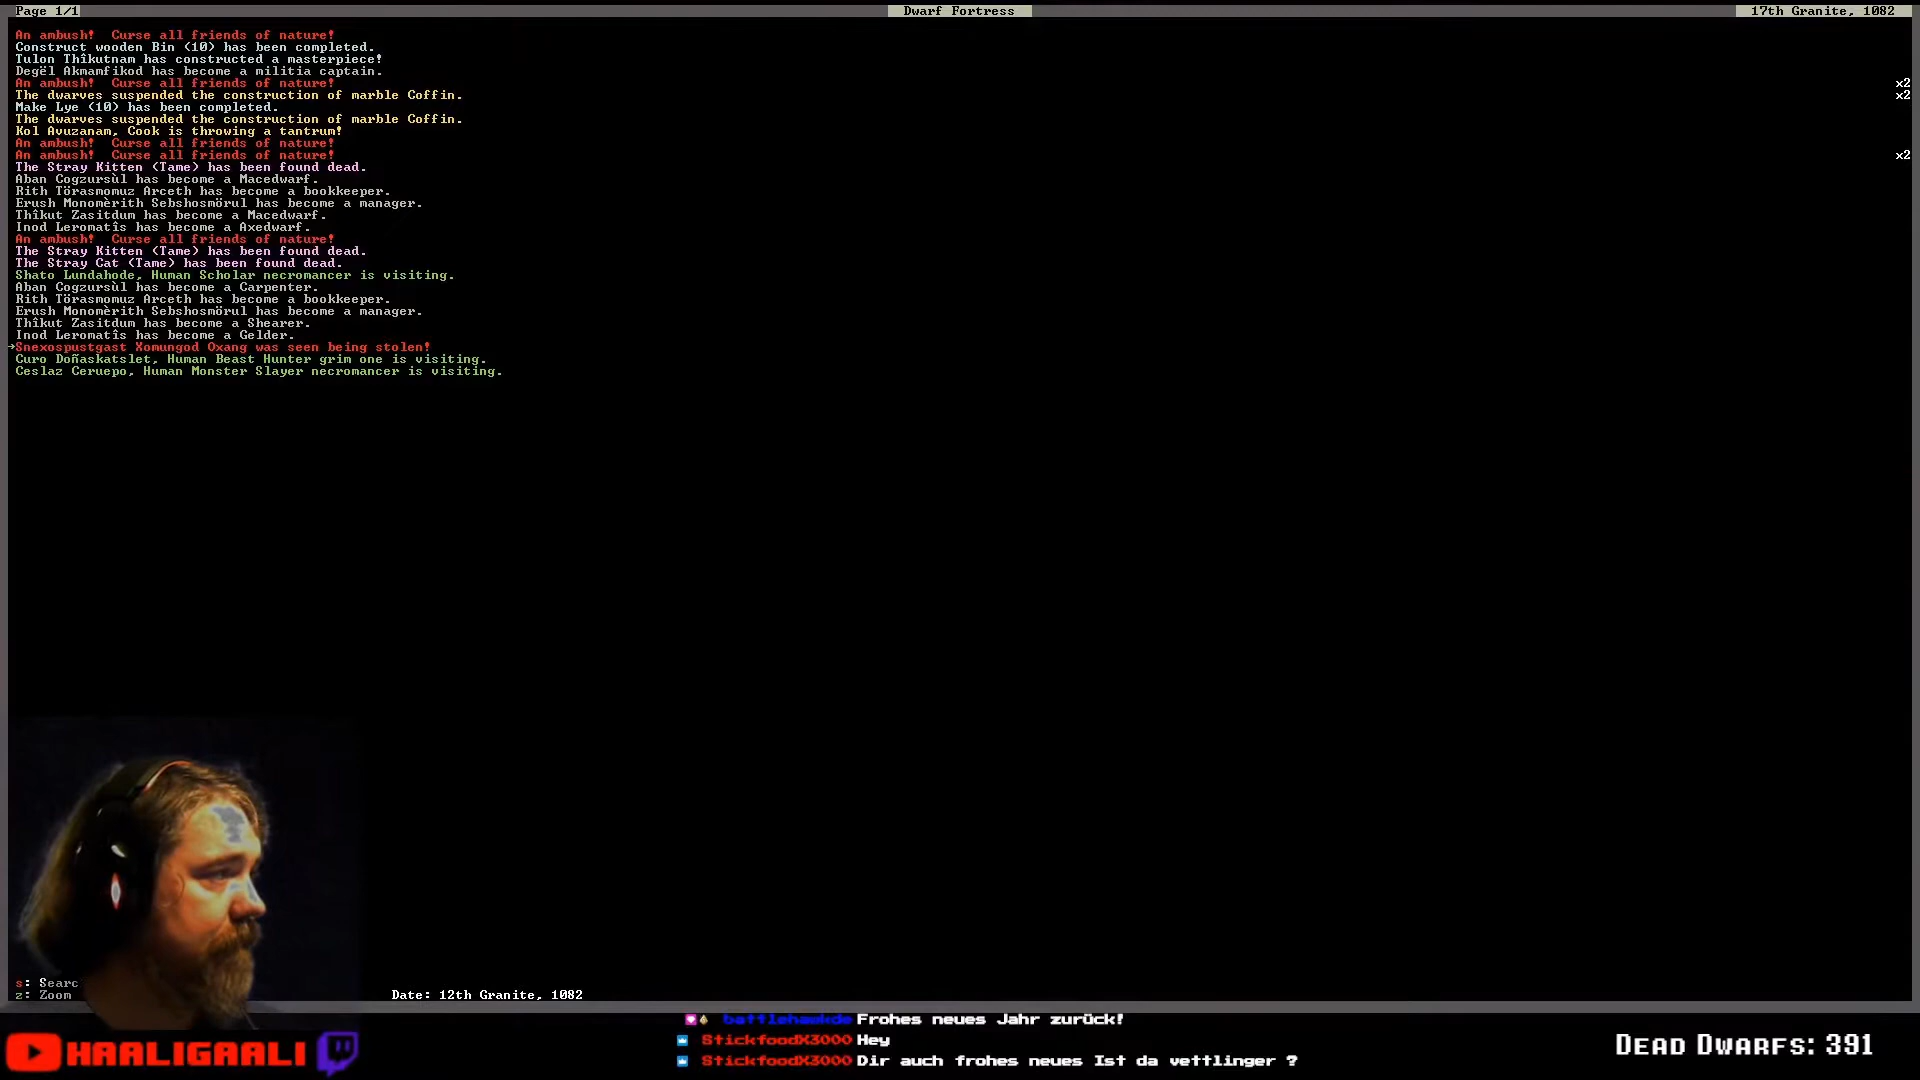 Page 1/1
Dwarf Fortress
17th Granite, 1082
An ambush! Curse all friends of nature!
Construct wooden Bin (10) has been completed.
Tulon Thîkutnam has constructed a masterpiece!
Degël Akmamfikod has become a militia captain.
An ambush! Curse all friends of nature! x2
The dwarves suspended the construction of marble Coffin. x2
Make Lye (10) has been completed.
The dwarves suspended the construction of marble Coffin.
Kol Avuzanam, Cook is throwing a tantrum!
An ambush! Curse all friends of nature!
An ambush! Curse all friends of nature! x2
The Stray Kitten (Tame) has been found dead.
Aban Cogzursùl has become a Macedwarf.
Rith Törasmomuz Arceth has become a bookkeeper.
Erush Monomèrith Sebshosmörul has become a manager.
Thîkut Zasitdum has become a Macedwarf.
Inod Leromatîs has become a Axedwarf.
An ambush! Curse all friends of nature!
The Stray Kitten (Tame) has been found dead.
The Stray Cat (Tame) has been found dead.
Shato Lundahode, Human Scholar necromancer is visiting.
Aban Cogzursùl has become a Carpenter.
Rith Törasmomuz Arceth has become a bookkeeper.
Erush Monomèrith Sebshosmörul has become a manager.
Thîkut Zasitdum has become a Shearer.
Inod Leromatîs has become a Gelder.
→Snexospustgast Xomungod Oxang was seen being stolen!
Curo Doñaskatslet, Human Beast Hunter grim one is visiting.
Ceslaz Ceruepo, Human Monster Slayer necromancer is visiting.
s: Searc
z: Zoom
Date: 12th Granite, 1082
battlehawkde Frohes neues Jahr zurück!
StickfoodX3000 Hey
StickfoodX3000 Dir auch frohes neues Ist da vettlinger ?
HAALIGAALI
DEAD DWARFS: 391